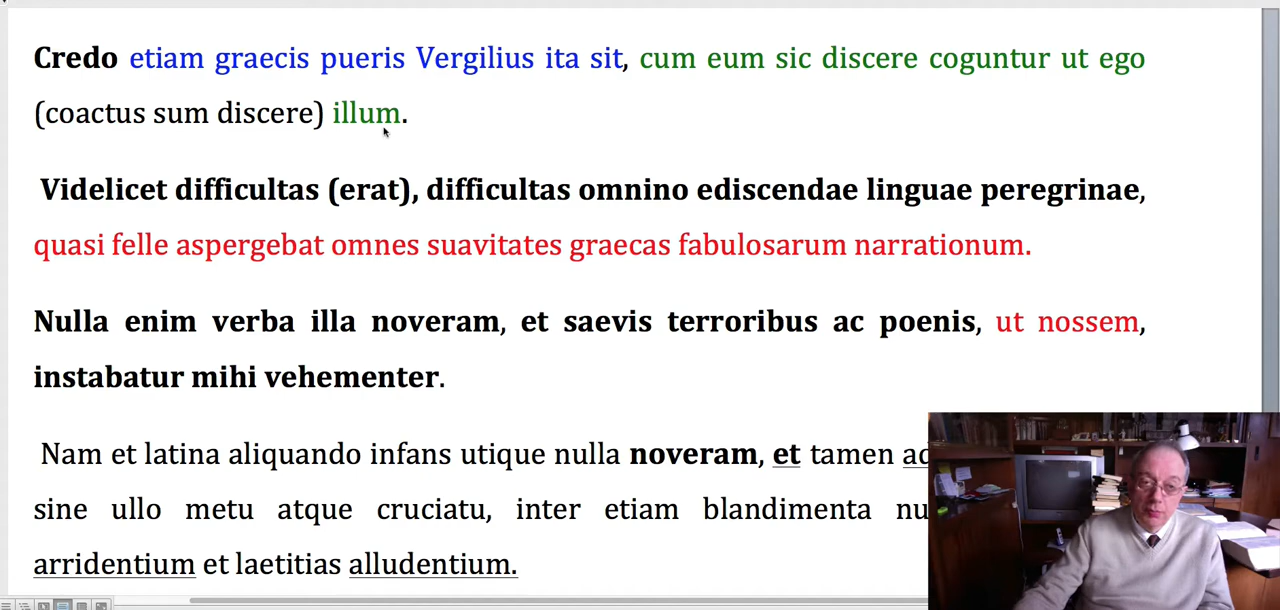 Credo etiam graecis pueris Vergilius ita sit, cum eum sic discere coguntur ut ego
(coactus sum discere) illum.
Videlicet difficultas (erat), difficultas omnino ediscendae linguae peregrinae,
quasi felle aspergebat omnes suavitates graecas fabulosarum narrationum.
Nulla enim verba illa noveram, et saevis terroribus ac poenis, ut nossem,
instabatur mihi vehementer.
Nam et latina aliquando infans utique nulla noveram, et tamen
sine ullo metu atque cruciatu, inter etiam blandimenta
arridentium et laetitias alludentium.